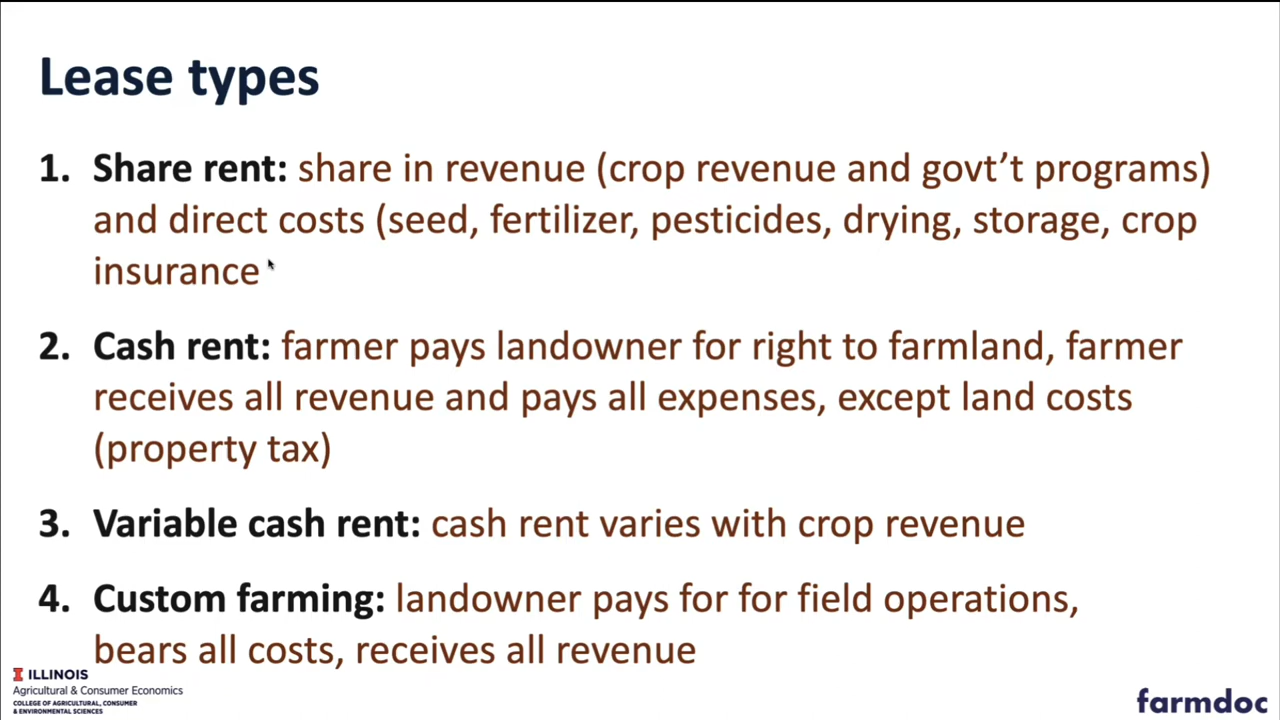 Lease types
1. Share rent: share in revenue (crop revenue and govt’t programs)
and direct costs (seed, fertilizer, pesticides, drying, storage, crop
insurance
2. Cash rent: farmer pays landowner for right to farmland, farmer
receives all revenue and pays all expenses, except land costs
(property tax)
3. Variable cash rent: cash rent varies with crop revenue
4. Custom farming: landowner pays for for field operations,
bears all costs, receives all revenue
I ILLINOIS
Agricultural & Consumer Economics
COLLEGE OF AGRICULTURAL, CONSUMER
& ENVIRONMENTAL SCIENCES
farmdoc